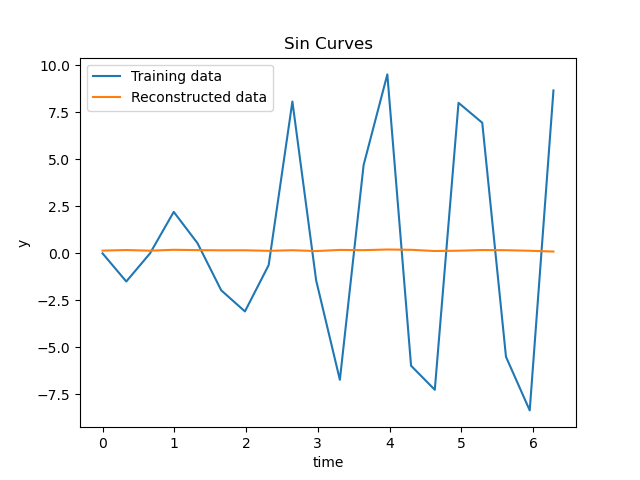 Sin Curves
Training data
Reconstructed data
10.0
7.5
5.0
2.5
0.0
−2.5
−5.0
−7.5
y
0 1 2 3 4 5 6
time